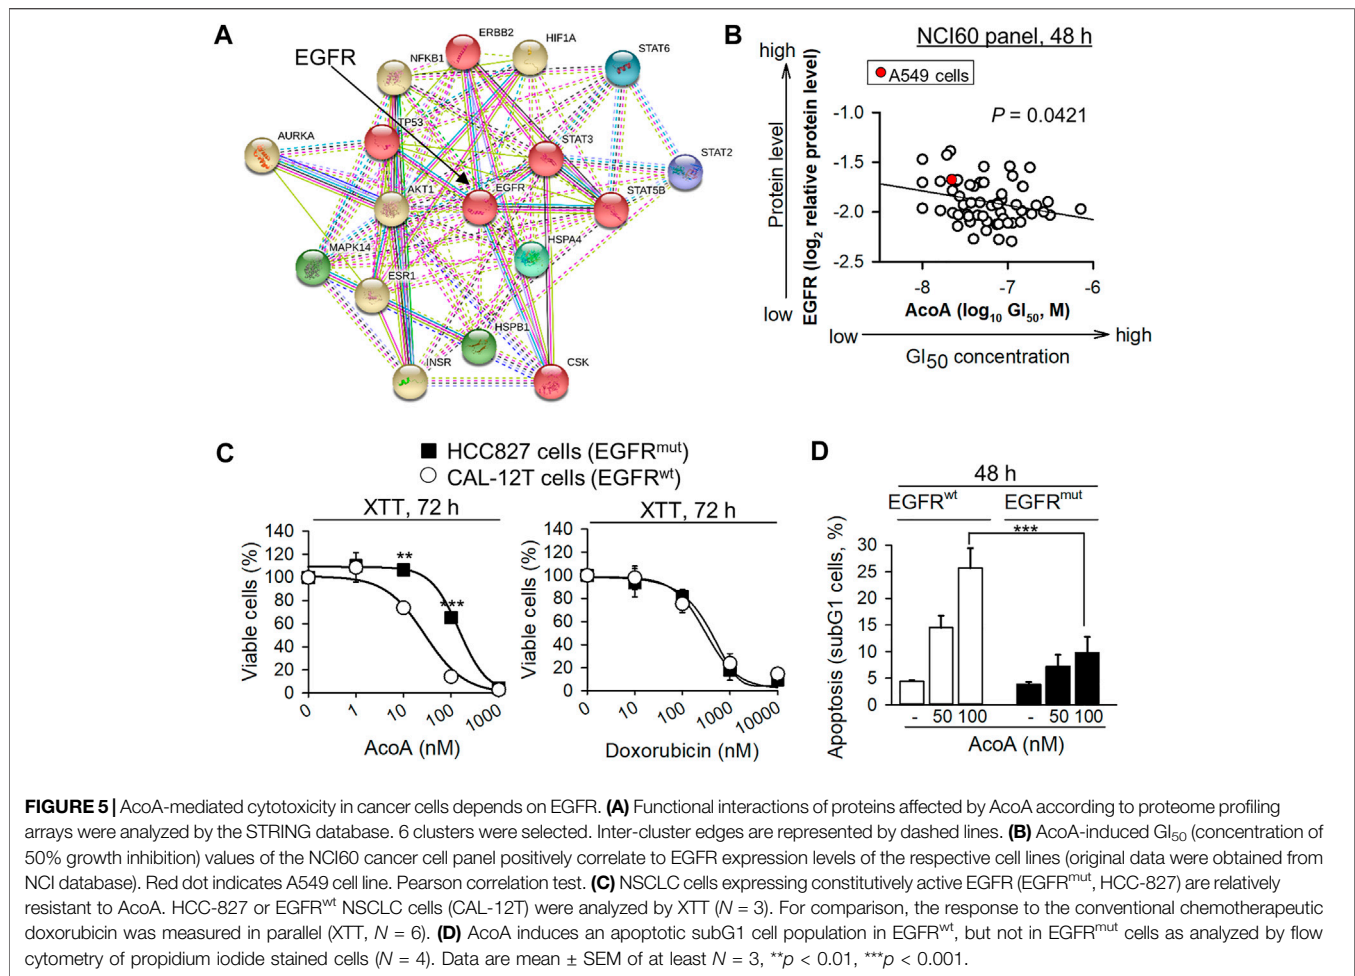 A
EGFR
ERBB2
HIF1A
STAT6
NFKB1
TP53
STAT3
AURKA
STAT2
AKT1
EGFR
STAT5B
MAPK14
HSPA4
ESR1
HSPB1
INSR
CSK
B
NCI60 panel, 48 h
high
Protein level
low
A549 cells
P = 0.0421
EGFR (log₂ relative protein level)
-1.0
-1.5
-2.0
-2.5
-8 -7 -6
AcoA (log₁₀ GI₅₀, M)
low high
GI₅₀ concentration
C
HCC827 cells (EGFRᵐᵘᵗ)
CAL-12T cells (EGFRʷᵗ)
XTT, 72 h
Viable cells (%)
140
120
100
80
60
40
20
0
**
***
0 1 10 100 1000
AcoA (nM)
XTT, 72 h
Viable cells (%)
140
120
100
80
60
40
20
0
0 10 100 1000 10000
Doxorubicin (nM)
D
48 h
EGFRʷᵗ EGFRᵐᵘᵗ
***
Apoptosis (subG1 cells, %)
30
25
20
15
10
5
0
- 50 100 - 50 100
AcoA (nM)
FIGURE 5 | AcoA-mediated cytotoxicity in cancer cells depends on EGFR. (A) Functional interactions of proteins affected by AcoA according to proteome profiling
arrays were analyzed by the STRING database. 6 clusters were selected. Inter-cluster edges are represented by dashed lines. (B) AcoA-induced GI₅₀ (concentration of
50% growth inhibition) values of the NCI60 cancer cell panel positively correlate to EGFR expression levels of the respective cell lines (original data were obtained from
NCI database). Red dot indicates A549 cell line. Pearson correlation test. (C) NSCLC cells expressing constitutively active EGFR (EGFRᵐᵘᵗ, HCC-827) are relatively
resistant to AcoA. HCC-827 or EGFRʷᵗ NSCLC cells (CAL-12T) were analyzed by XTT (N = 3). For comparison, the response to the conventional chemotherapeutic
doxorubicin was measured in parallel (XTT, N = 6). (D) AcoA induces an apoptotic subG1 cell population in EGFRʷᵗ, but not in EGFRᵐᵘᵗ cells as analyzed by flow
cytometry of propidium iodide stained cells (N = 4). Data are mean ± SEM of at least N = 3, **p < 0.01, ***p < 0.001.